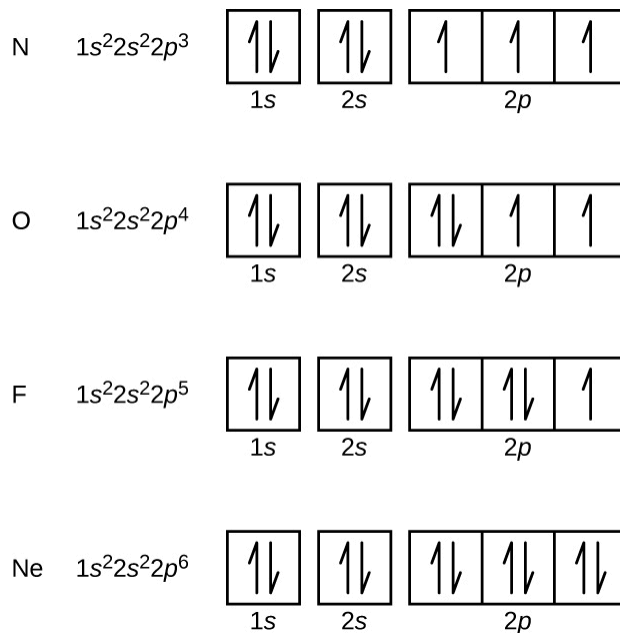 N 1s²2s²2p³
1s 2s 2p
O 1s²2s²2p⁴
1s 2s 2p
F 1s²2s²2p⁵
1s 2s 2p
Ne 1s²2s²2p⁶
1s 2s 2p